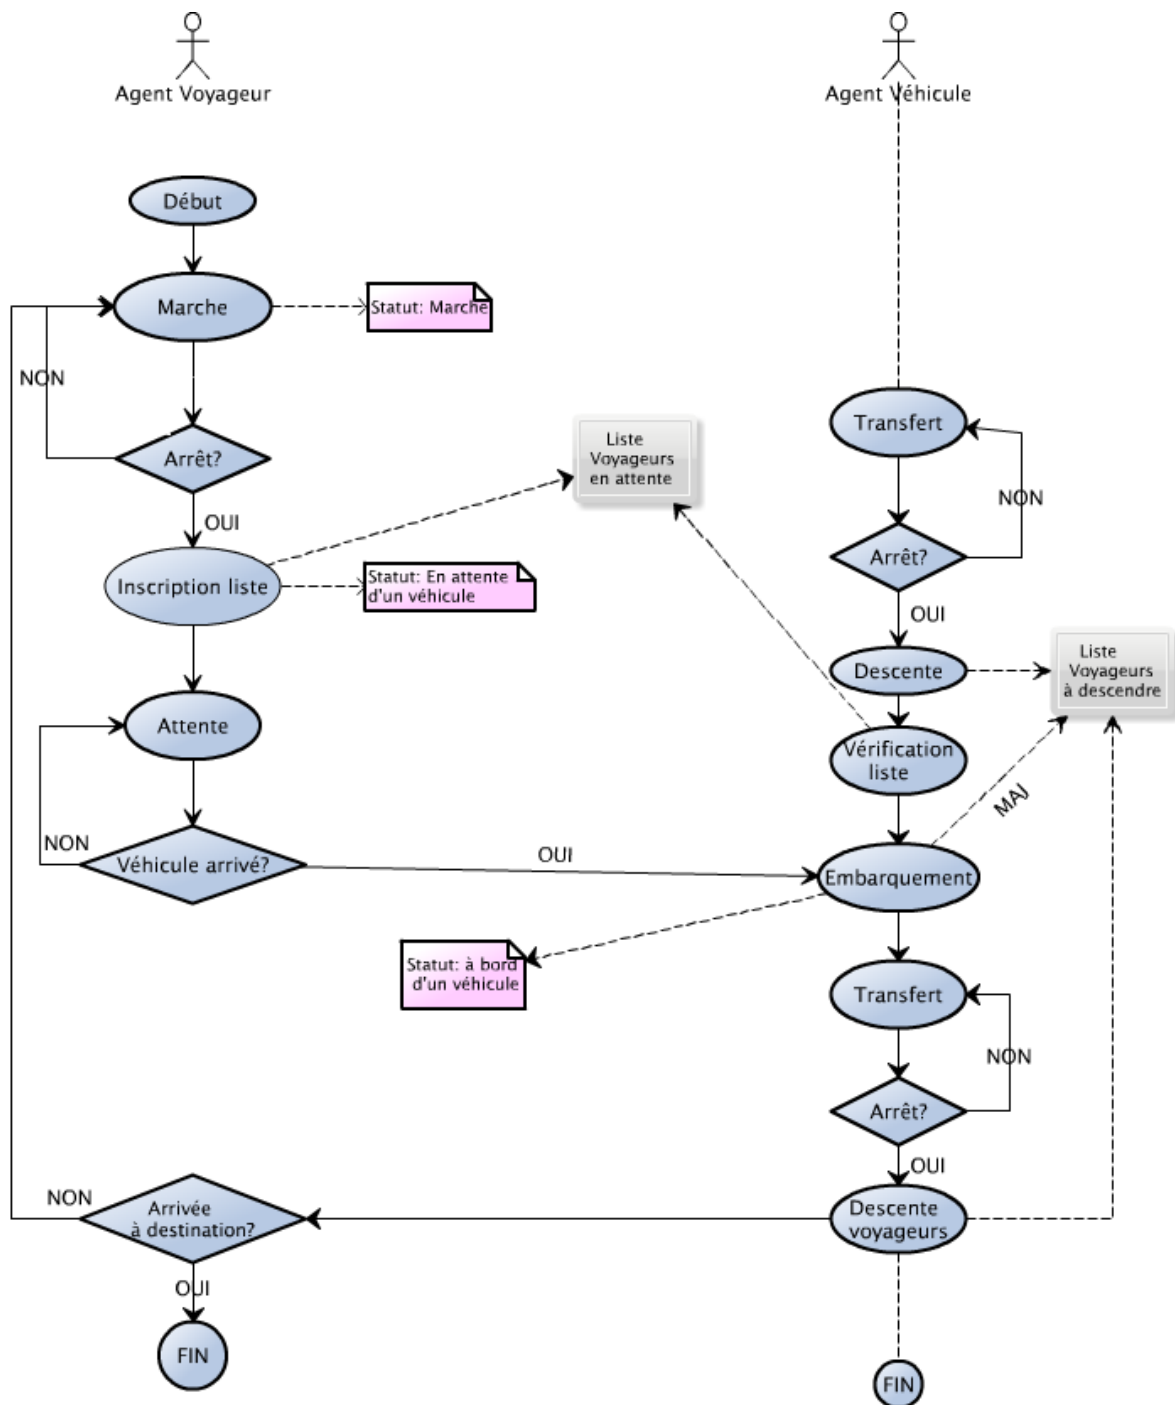 Agent Voyageur
Agent Véhicule
Début
Marche
Statut: Marche
NON
Arrêt?
OUI
Inscription liste
Statut: En attente
d'un véhicule
Liste
Voyageurs
en attente
Transfert
NON
Arrêt?
OUI
Descente
Liste
Voyageurs
à descendre
Vérification
liste
MAJ
Attente
NON
Véhicule arrivé?
OUI
Embarquement
Statut: à bord
d'un véhicule
Transfert
NON
Arrêt?
OUI
Descente
voyageurs
NON
Arrivée
à destination?
OUI
FIN
FIN